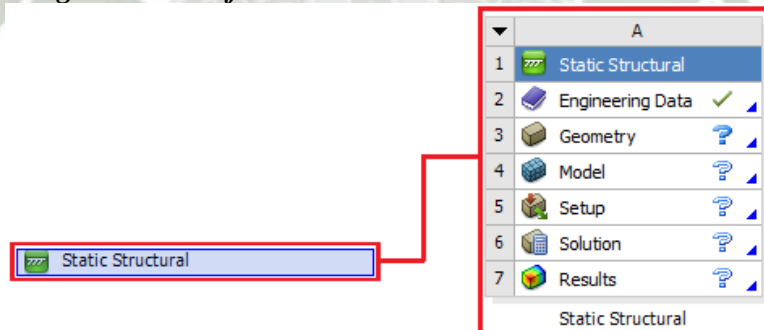 A
1 Static Structural
2 Engineering Data
3 Geometry
4 Model
5 Setup
6 Solution
7 Results
Static Structural
Static Structural